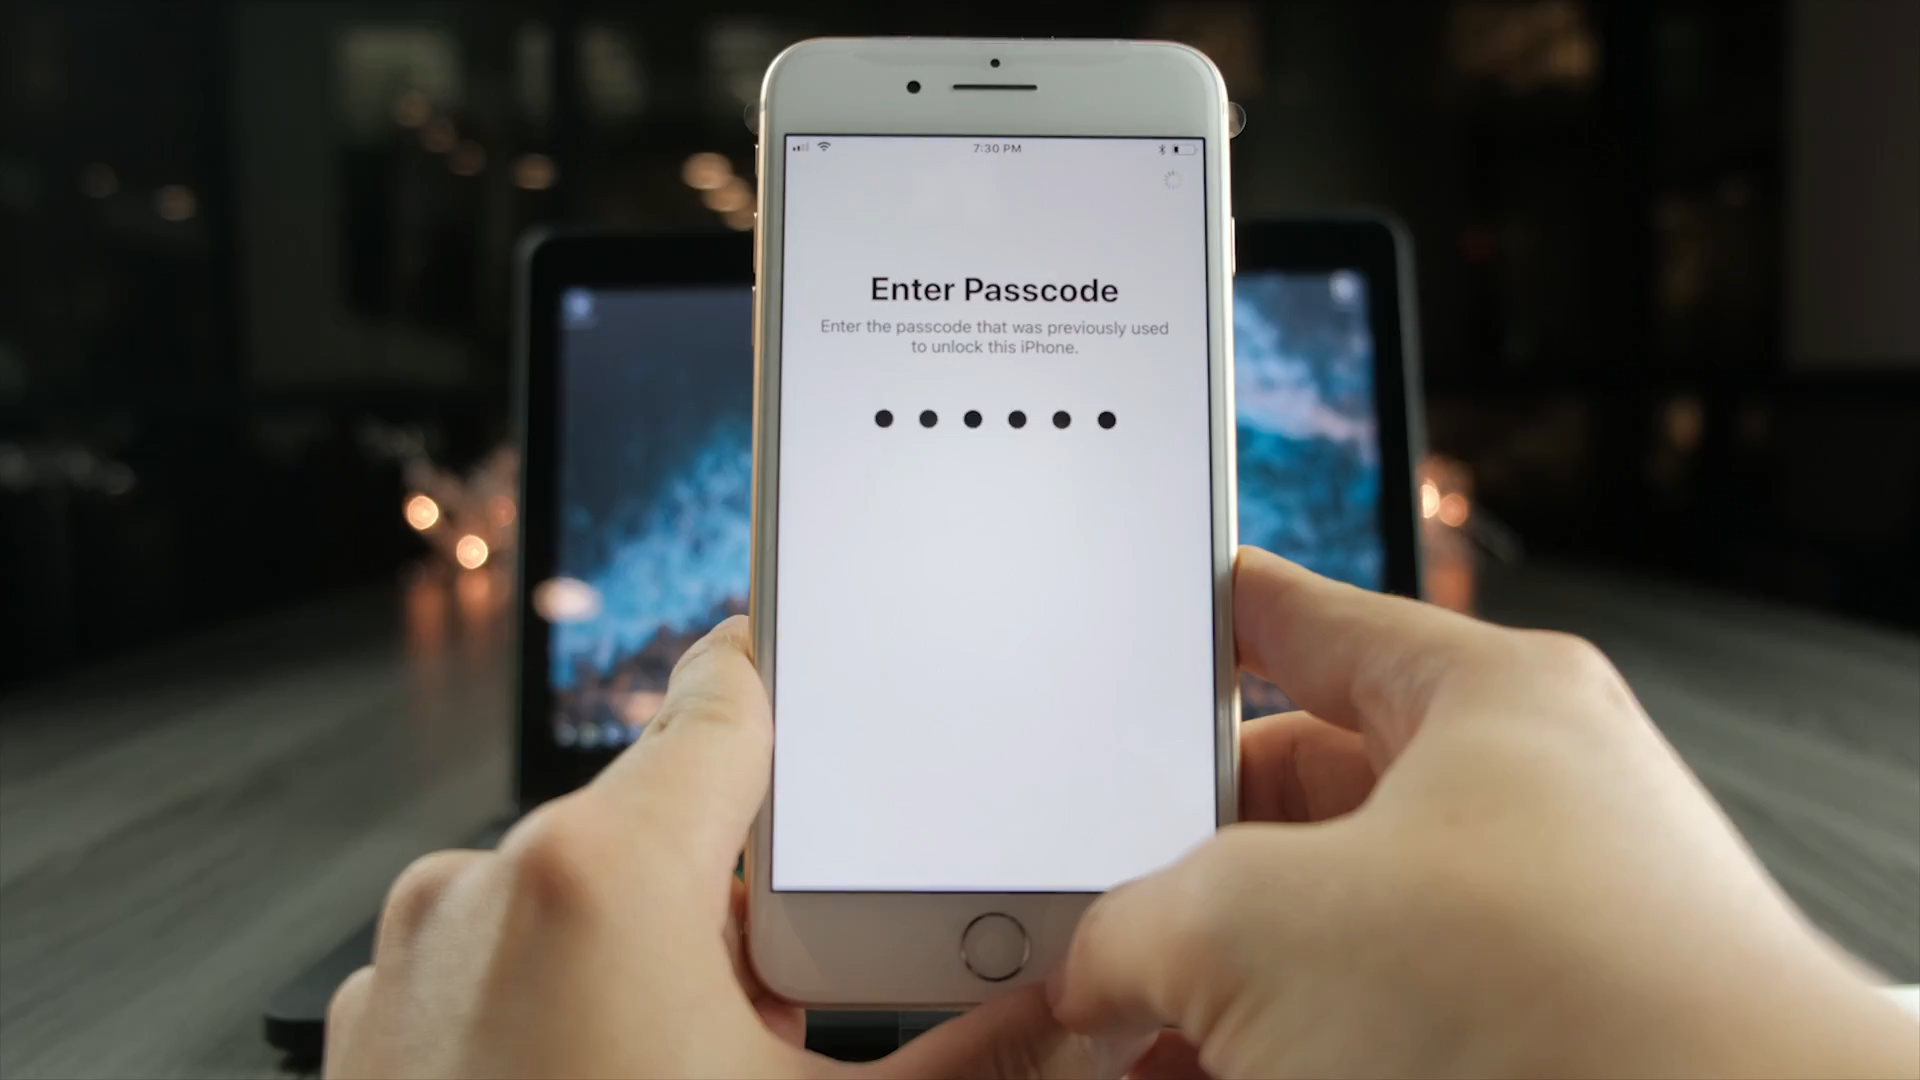 7:30 PM
Enter Passcode
Enter the passcode that was previously used
to unlock this iPhone.